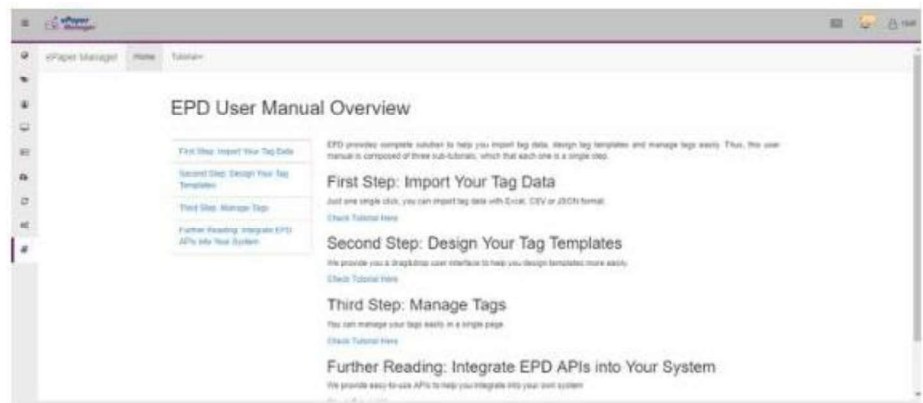 ePaper
Manager
ePaper Manager
Home
Tutorial
EPD User Manual Overview
First Step: Import Your Tag Data
Second Step: Design Your Tag
Templates
Third Step: Manage Tags
Further Reading: Integrate EPD
APIs into Your System
EPD provides complete solution to help you import tag data, design tag templates and manage tags easily. Thus, this user
manual is composed of three sub-tutorials, which that each one is a single step.
First Step: Import Your Tag Data
Just one single click, you can import tag data with Excel, CSV or JSON format.
Check Tutorial Here
Second Step: Design Your Tag Templates
We provide you a drag&drop user interface to help you design templates more easily.
Check Tutorial Here
Third Step: Manage Tags
You can manage your tags easily in a single page.
Check Tutorial Here
Further Reading: Integrate EPD APIs into Your System
We provide easy-to-use APIs to help you integrate into your own system